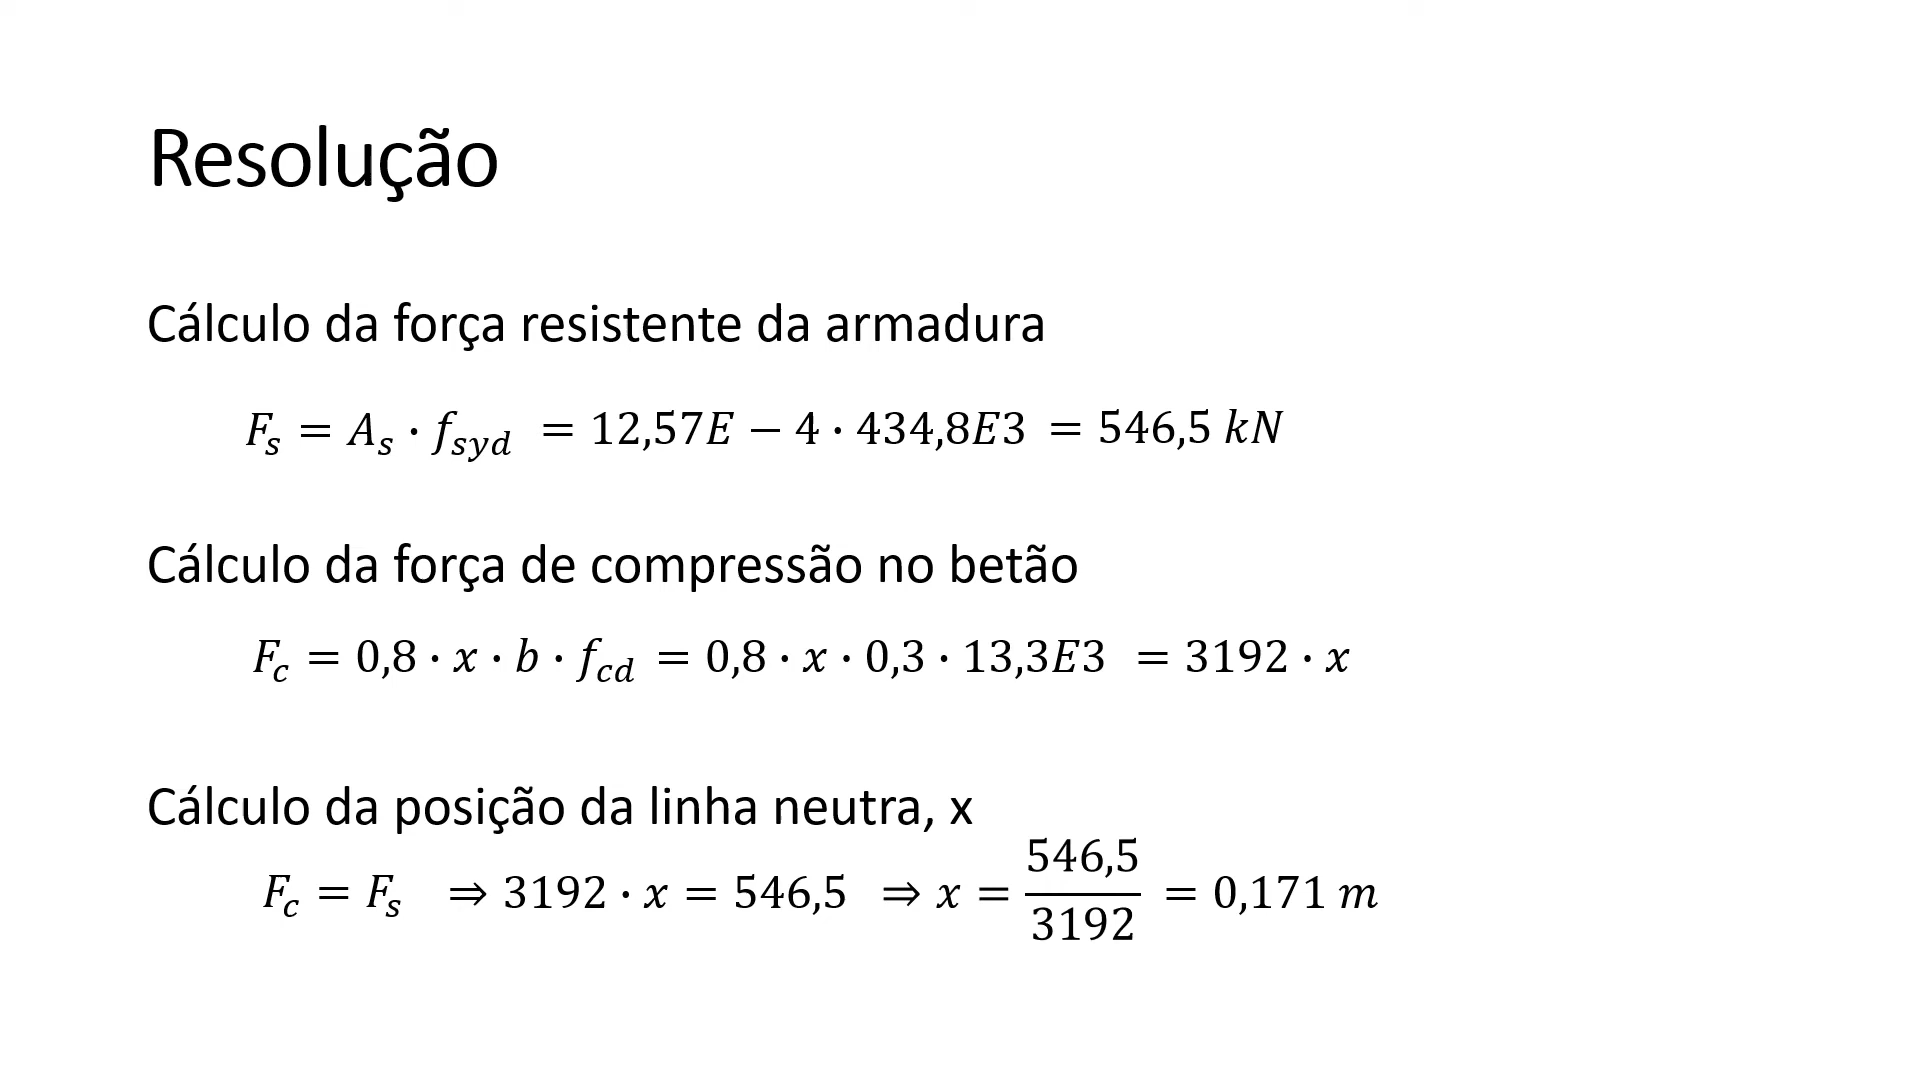 Resolução
Cálculo da força resistente da armadura
F_s = A_s · f_syd = 12,57E − 4 · 434,8E3 = 546,5 kN
Cálculo da força de compressão no betão
F_c = 0,8 · x · b · f_cd = 0,8 · x · 0,3 · 13,3E3 = 3192 · x
Cálculo da posição da linha neutra, x
F_c = F_s ⇒ 3192 · x = 546,5 ⇒ x = 546,5/3192 = 0,171 m